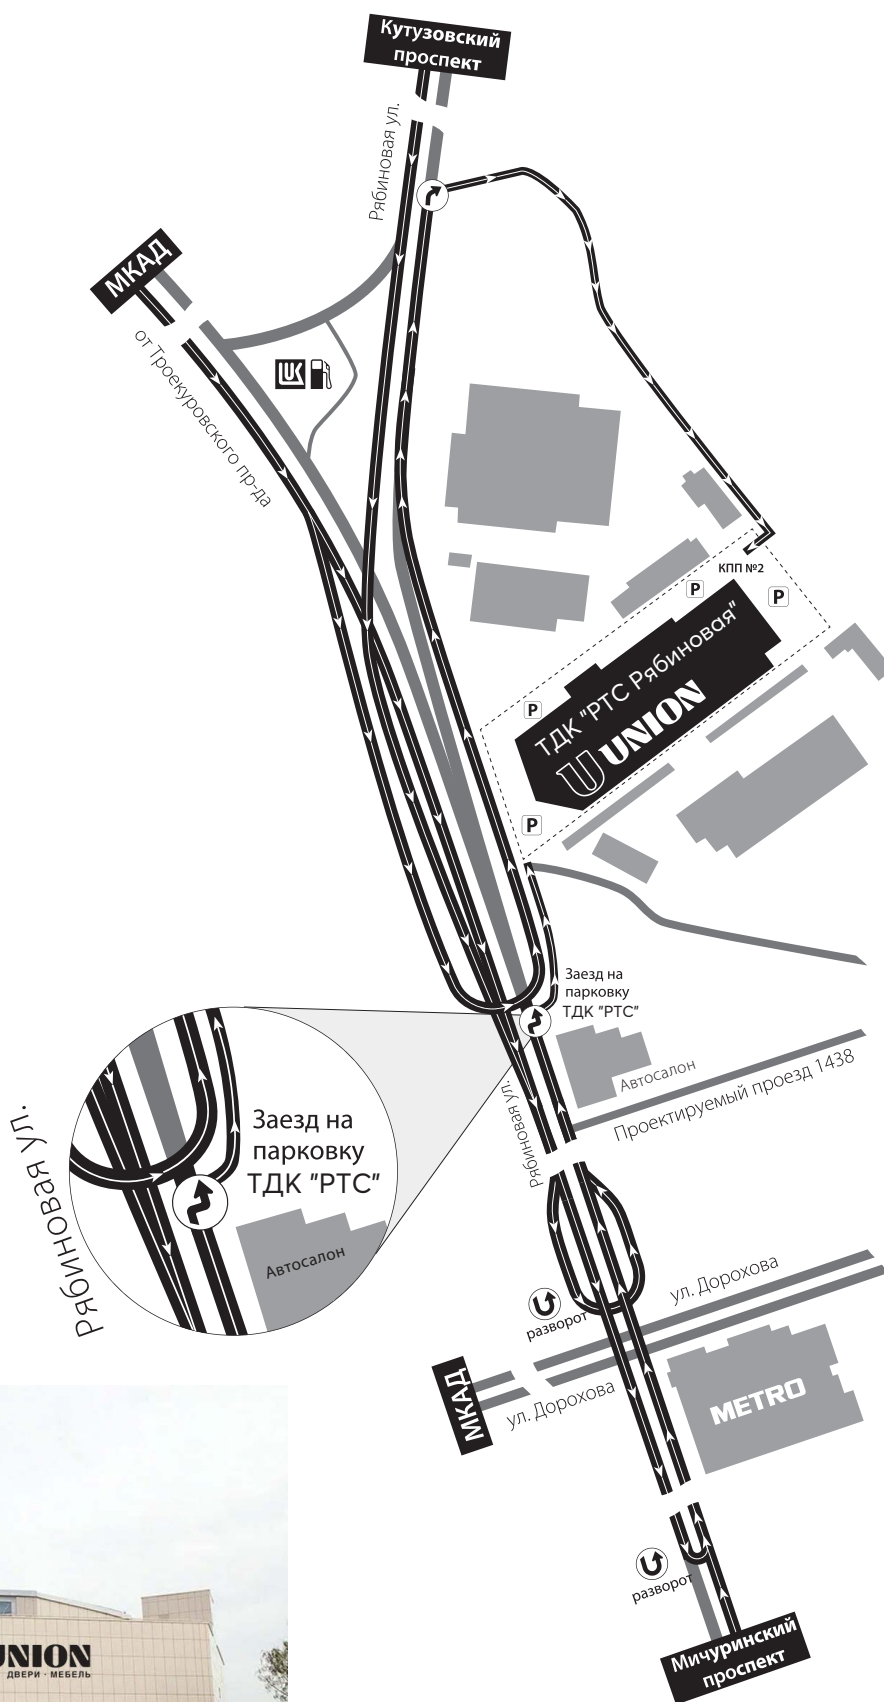 Кутузовский
проспект
Рябиновая ул.
МКАД
от Троекуровского пр-да
LUK
КПП №2
P
P
ТДК "РТС Рябиновая"
P
U UNION
P
Заезд на
парковку
ТДК "РТС"
Автосалон
Проектируемый проезд 1438
Рябиновая ул.
Рябиновая ул.
Заезд на
парковку
ТДК "РТС"
Автосалон
ул. Дорохова
разворот
МКАД
ул. Дорохова
METRO
разворот
Мичуринский
проспект
UNION
ДВЕРИ · МЕБЕЛЬ